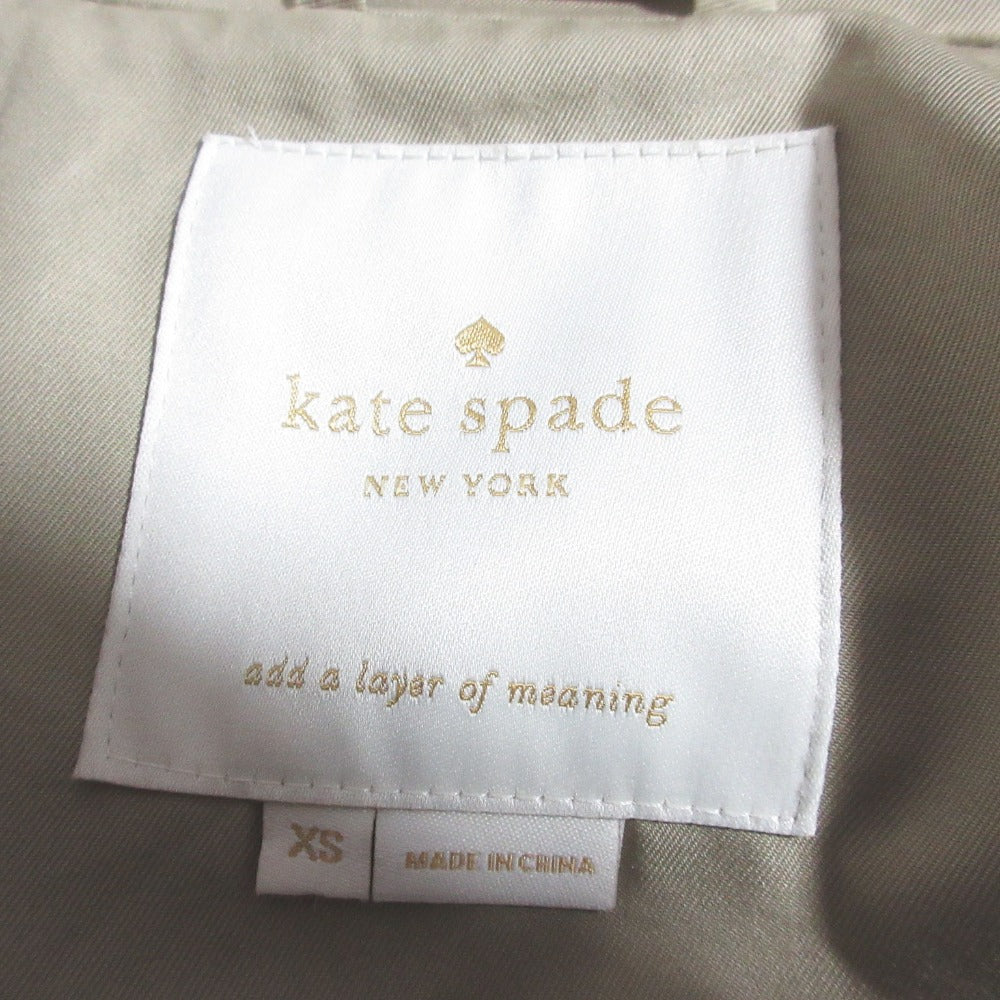 kate spade
NEW YORK
add a layer of meaning
XS
MADE IN CHINA